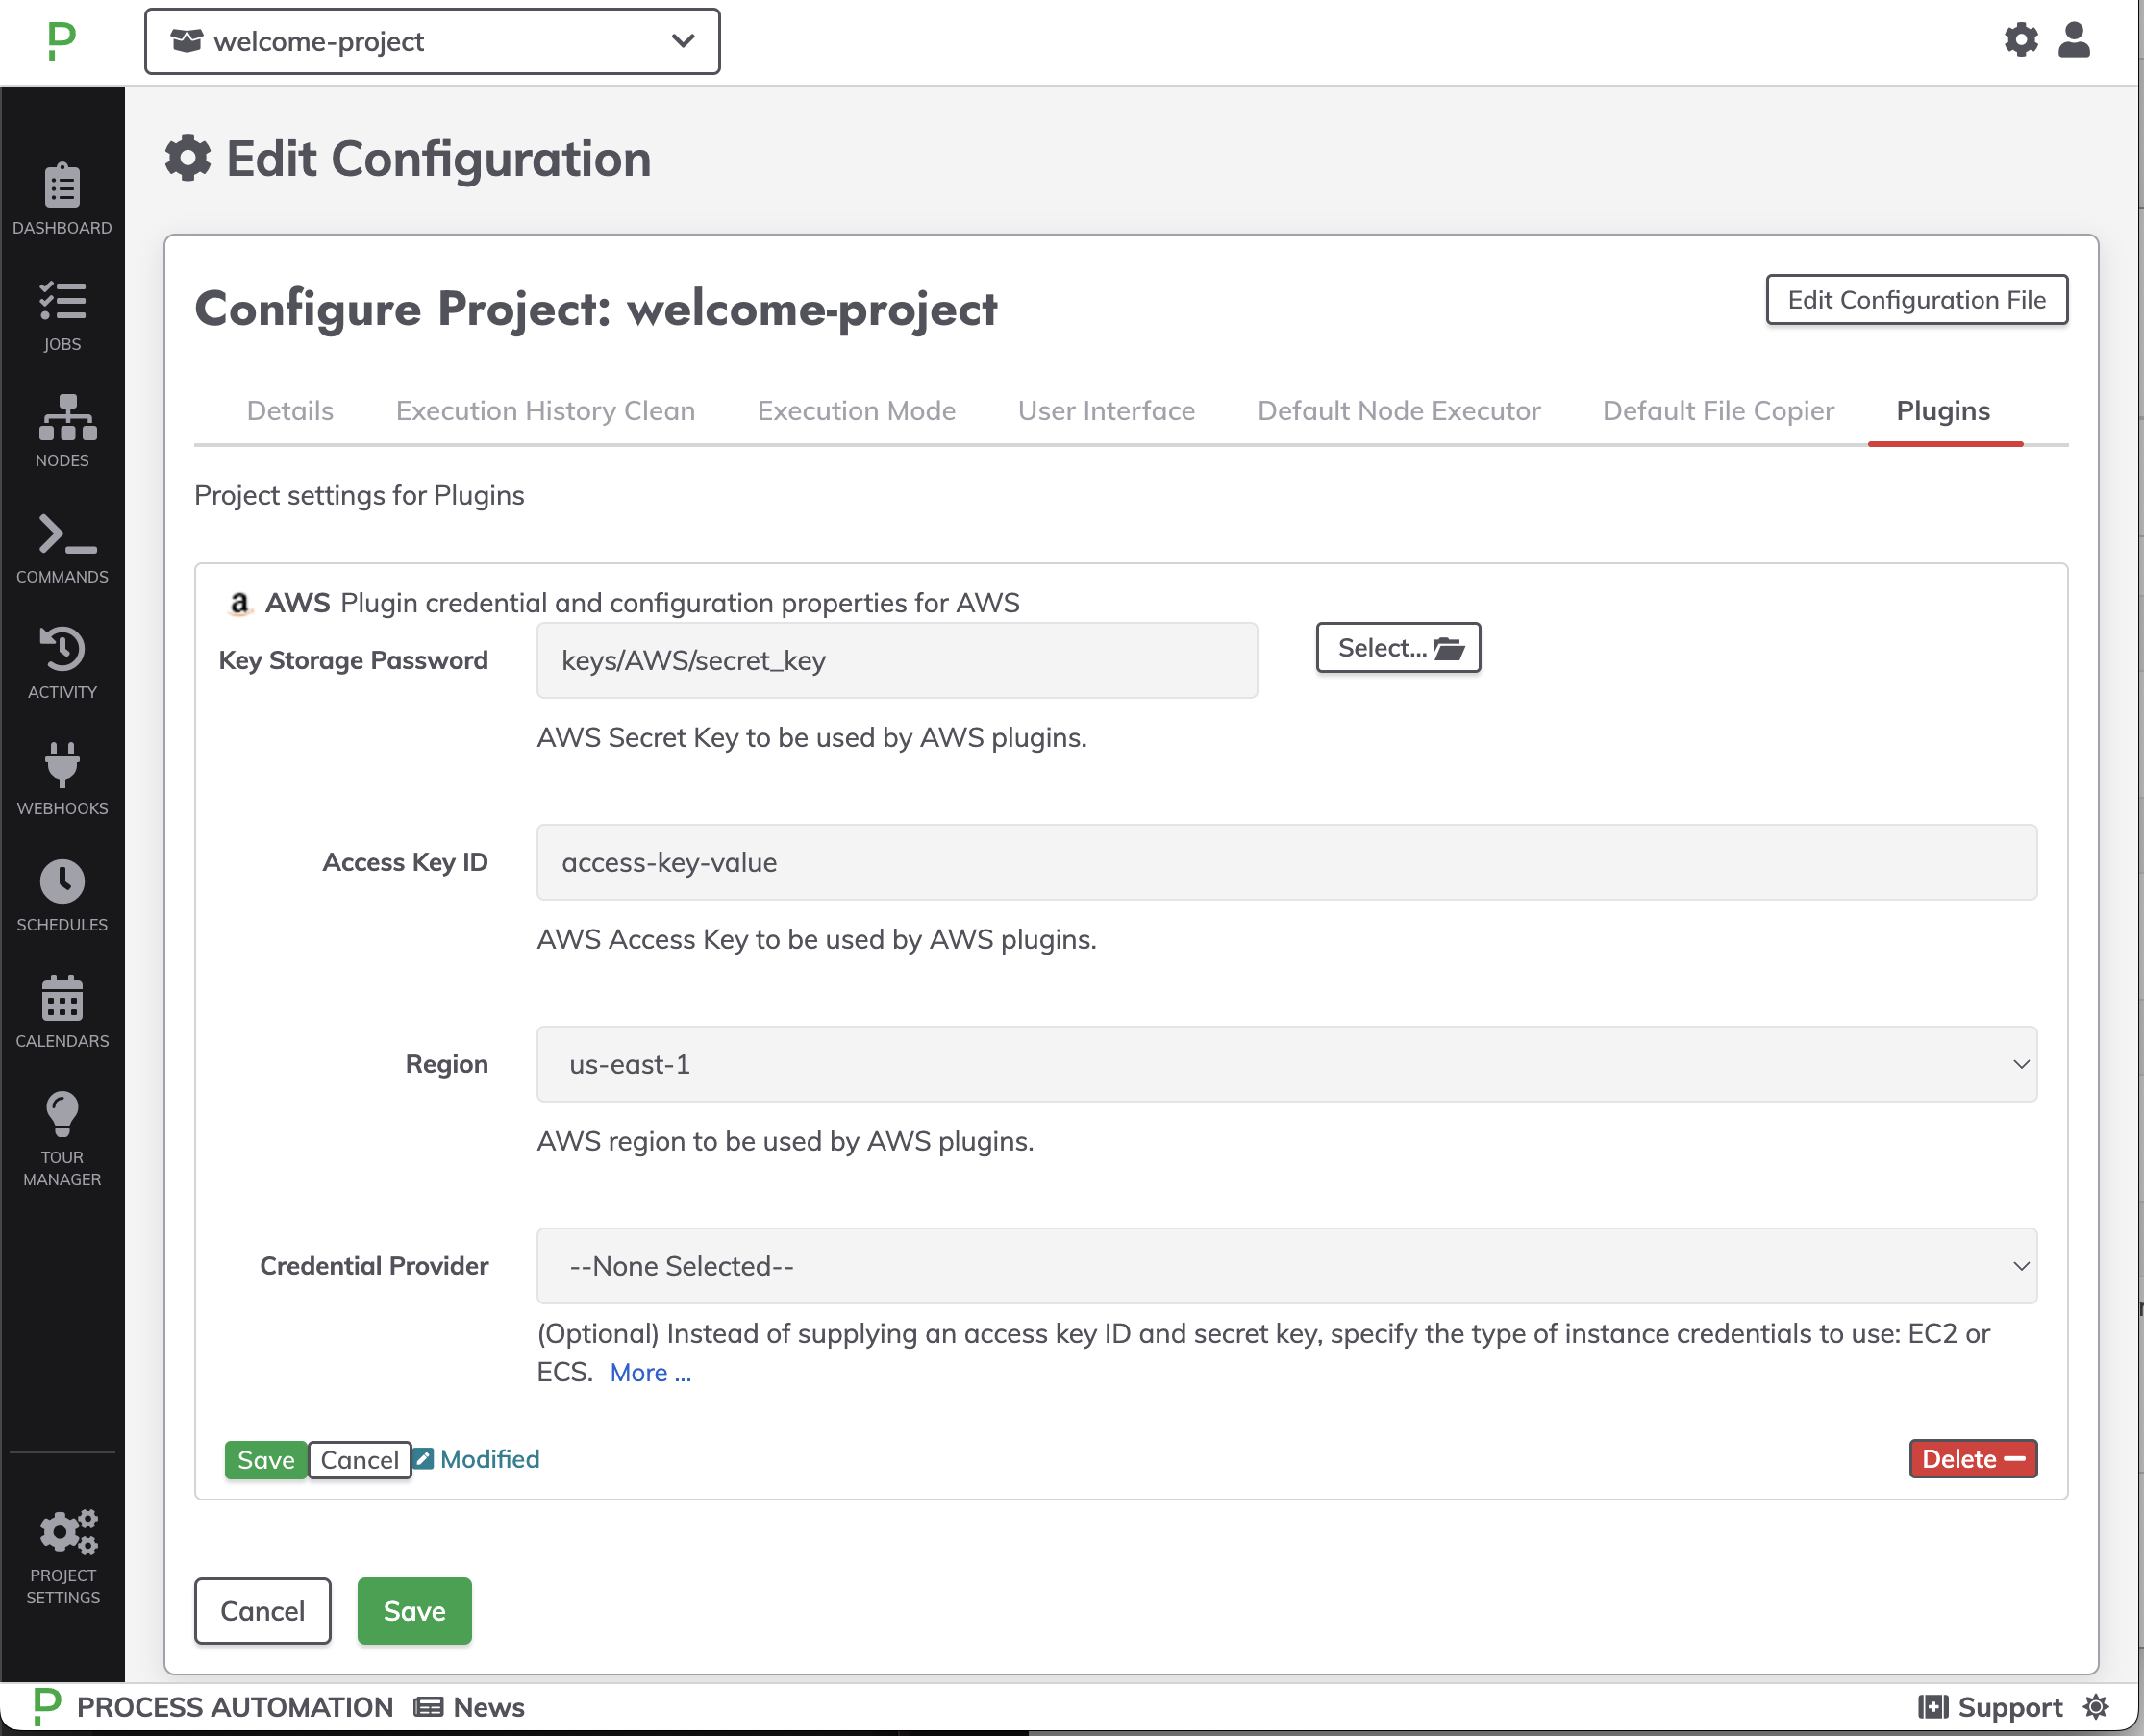 P welcome-project
Edit Configuration
DASHBOARD
JOBS
NODES
COMMANDS
ACTIVITY
WEBHOOKS
SCHEDULES
CALENDARS
TOUR
MANAGER
PROJECT
SETTINGS
Configure Project: welcome-project
Edit Configuration File
Details Execution History Clean Execution Mode User Interface Default Node Executor Default File Copier Plugins
Project settings for Plugins
a AWS Plugin credential and configuration properties for AWS
Key Storage Password keys/AWS/secret_key Select...
AWS Secret Key to be used by AWS plugins.
Access Key ID access-key-value
AWS Access Key to be used by AWS plugins.
Region us-east-1
AWS region to be used by AWS plugins.
Credential Provider --None Selected--
(Optional) Instead of supplying an access key ID and secret key, specify the type of instance credentials to use: EC2 or
ECS. More ...
Save Cancel Modified Delete
Cancel Save
P PROCESS AUTOMATION News Support